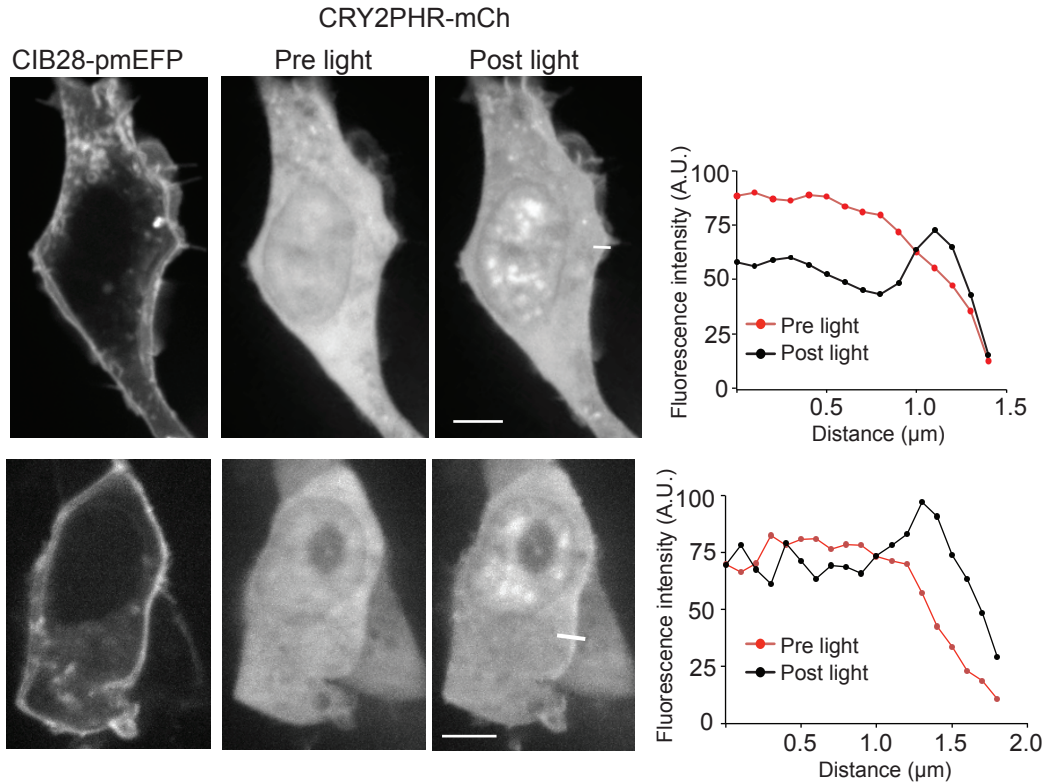 CRY2PHR-mCh
CIB28-pmEFP Pre light Post light
Fluorescence intensity (A.U.)
100
75
50
25
0
Pre light
Post light
0.5 1.0 1.5
Distance (µm)
Fluorescence intensity (A.U.)
100
75
50
25
0
Pre light
Post light
0.5 1.0 1.5 2.0
Distance (µm)